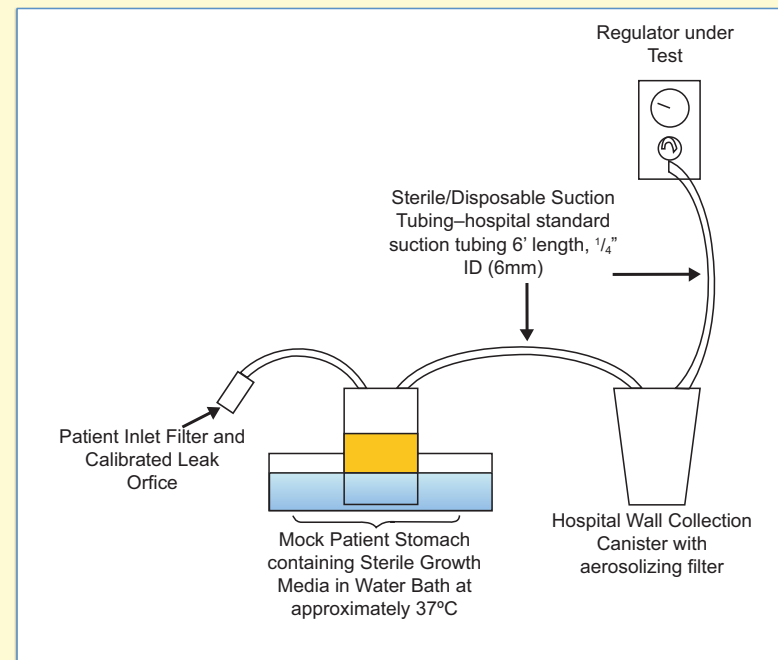 Regulator under
Test
Sterile/Disposable Suction
Tubing–hospital standard
suction tubing 6’ length, 1/4”
ID (6mm)
Patient Inlet Filter and
Calibrated Leak
Orfice
Mock Patient Stomach
containing Sterile Growth
Media in Water Bath at
approximately 37ºC
Hospital Wall Collection
Canister with
aerosolizing filter